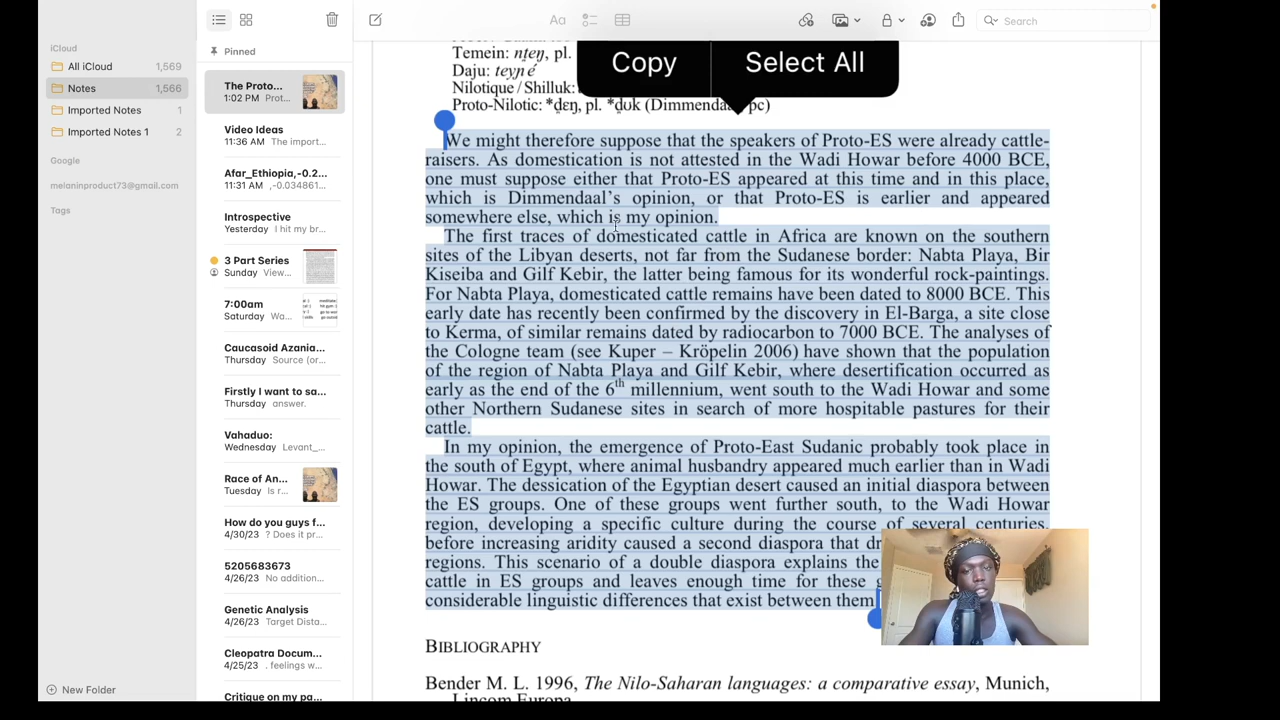 Aa
Search
iCloud
All iCloud 1,569
Notes 1,566
Imported Notes 1
Imported Notes 1 2
Google
melaninproduct73@gmail.com
Tags
New Folder
Pinned
The Proto...
1:02 PM Prot...
Video Ideas
11:36 AM The import...
Afar_Ethiopia,-0.2...
11:31 AM ,-0.034861...
Introspective
Yesterday I hit my br...
3 Part Series
Sunday View...
7:00am
Saturday Wa...
Caucasoid Azania...
Thursday Source (or...
Firstly I want to sa...
Thursday answer.
Vahaduo:
Wednesday Levant_...
Race of An...
Tuesday Is r...
How do you guys f...
4/30/23 ? Does it pr...
5205683673
4/26/23 No addition...
Genetic Analysis
4/26/23 Target Dista...
Cleopatra Docum...
4/25/23 . feelings w...
Critique on my pa...
Copy Select All
Temein: nṭeŋ, pl.
Daju: teyɲé
Nilotique / Shilluk:
Proto-Nilotic: *ḍɛŋ, pl. *ḍʊk (Dimmendaal pc)
We might therefore suppose that the speakers of Proto-ES were already cattle-
raisers. As domestication is not attested in the Wadi Howar before 4000 BCE,
one must suppose either that Proto-ES appeared at this time and in this place,
which is Dimmendaal's opinion, or that Proto-ES is earlier and appeared
somewhere else, which is my opinion.
The first traces of domesticated cattle in Africa are known on the southern
sites of the Libyan deserts, not far from the Sudanese border: Nabta Playa, Bir
Kiseiba and Gilf Kebir, the latter being famous for its wonderful rock-paintings.
For Nabta Playa, domesticated cattle remains have been dated to 8000 BCE. This
early date has recently been confirmed by the discovery in El-Barga, a site close
to Kerma, of similar remains dated by radiocarbon to 7000 BCE. The analyses of
the Cologne team (see Kuper – Kröpelin 2006) have shown that the population
of the region of Nabta Playa and Gilf Kebir, where desertification occurred as
early as the end of the 6th millennium, went south to the Wadi Howar and some
other Northern Sudanese sites in search of more hospitable pastures for their
cattle.
In my opinion, the emergence of Proto-East Sudanic probably took place in
the south of Egypt, where animal husbandry appeared much earlier than in Wadi
Howar. The dessication of the Egyptian desert caused an initial diaspora between
the ES groups. One of these groups went further south, to the Wadi Howar
region, developing a specific culture during the course of several centuries,
before increasing aridity caused a second diaspora that
regions. This scenario of a double diaspora explains the
cattle in ES groups and leaves enough time for these
considerable linguistic differences that exist between them
BIBLIOGRAPHY
Bender M. L. 1996, The Nilo-Saharan languages: a comparative essay, Munich,
Lincom Europa.